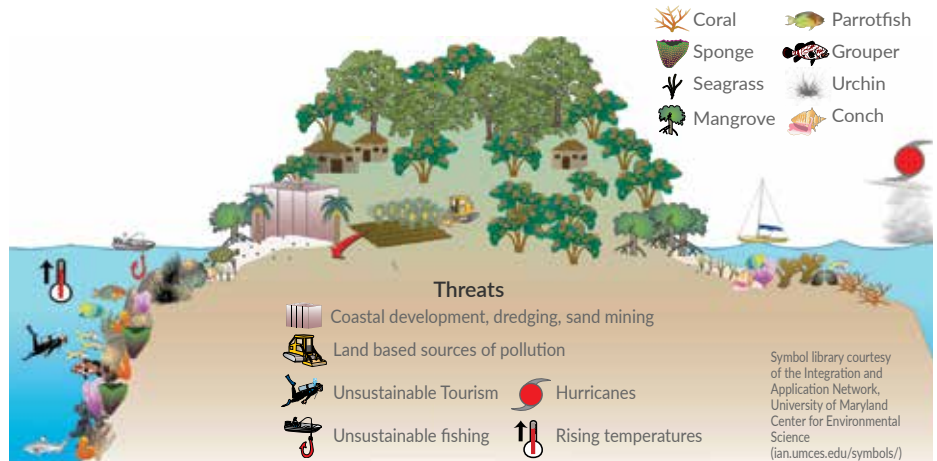 Coral
Parrotfish
Sponge
Grouper
Seagrass
Urchin
Mangrove
Conch
Threats
Coastal development, dredging, sand mining
Land based sources of pollution
Unsustainable Tourism
Hurricanes
Unsustainable fishing
Rising temperatures
Symbol library courtesy
of the Integration and
Application Network,
University of Maryland
Center for Environmental
Science
(ian.umces.edu/symbols/)